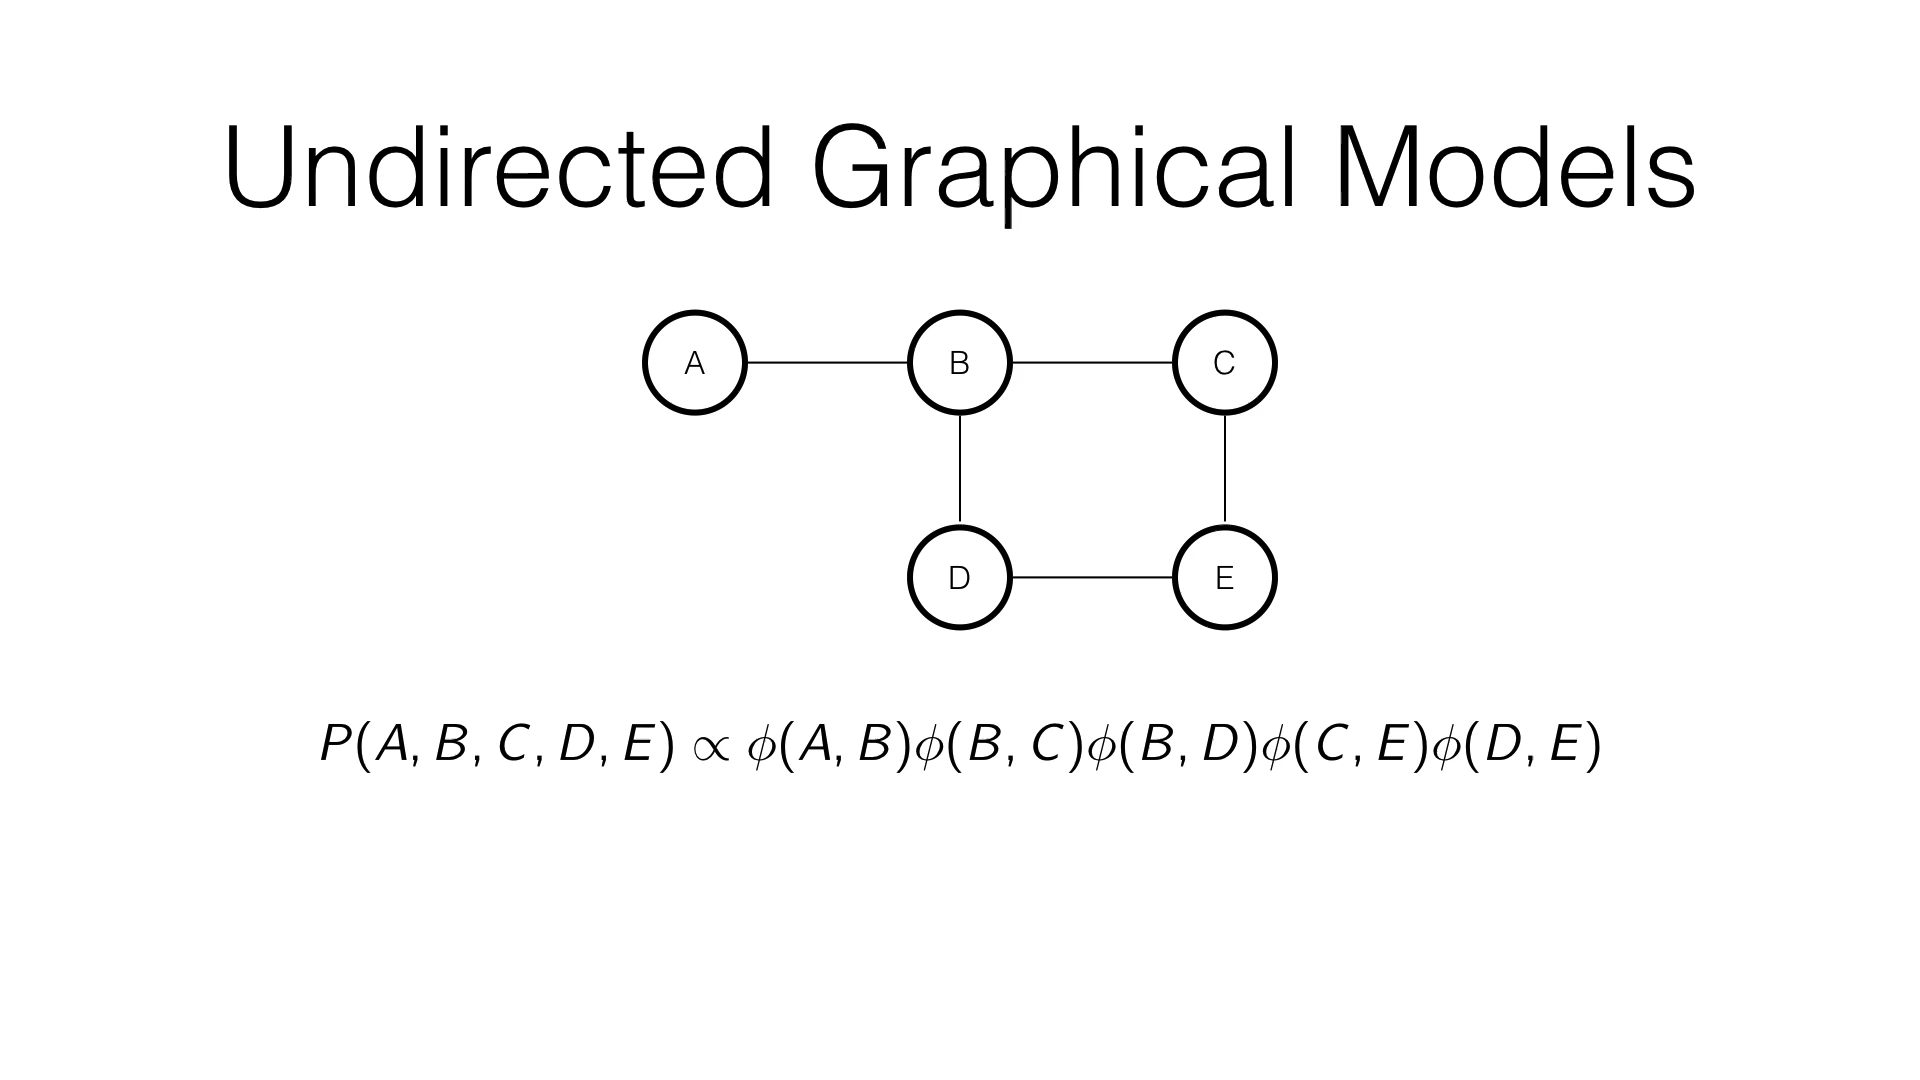 Undirected Graphical Models
A B C
D E
P(A, B, C, D, E) ∝ ϕ(A, B)ϕ(B, C)ϕ(B, D)ϕ(C, E)ϕ(D, E)